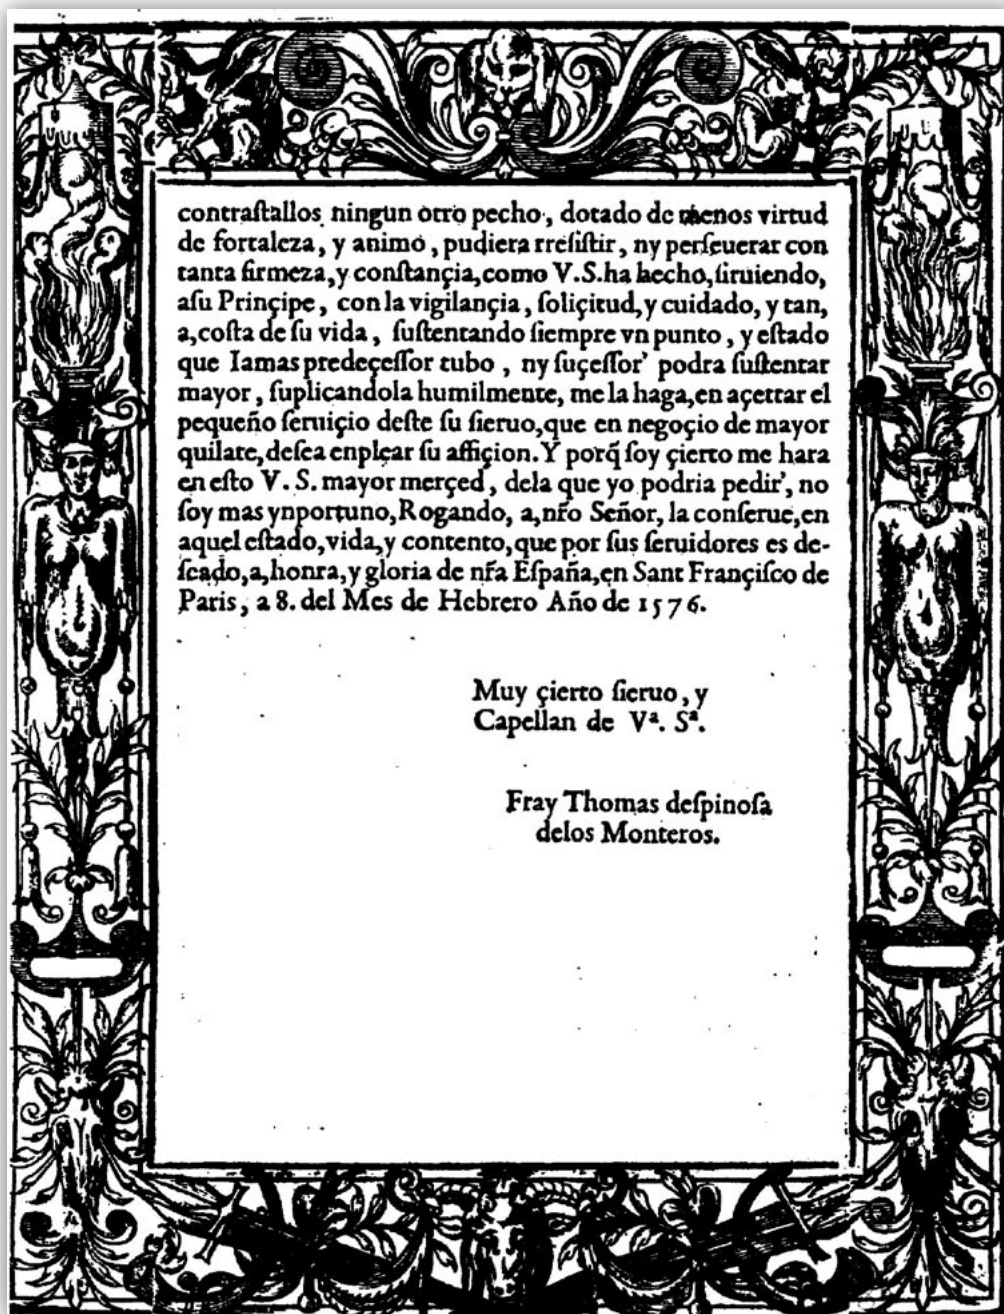 contraſtallos ningun otro pecho, dotado de menos virtud
de fortaleza, y animo, pudiera rreſiſtir, ny perſeuerar con
tanta firmeza, y conſtançia, como V.S. ha hecho, ſiruiendo,
aſu Prinçipe, con la vigilançia, ſoliçitud, y cuidado, y tan,
a, coſta de ſu vida, ſuſtentando ſiempre vn punto, y eſtado
que Iamas predeçeſſor tubo, ny ſuçeſſor' podra ſuſtentar
mayor, ſuplicandola humilmente, me la haga, en açettar el
pequeño ſeruiçio deſte ſu ſieruo, que en negoçio de mayor
quilate, deſea enplear ſu affiçion. Y porq̃ ſoy çierto me hara
en eſto V. S. mayor merçed, dela que yo podria pedir', no
ſoy mas ynportuno, Rogando, a, nr̃o Señor, la conſerue, en
aquel eſtado, vida, y contento, que por ſus ſeruidores es de-
ſeado, a, honra, y gloria de nr̃a Eſpaña, en Sant Françiſco de
Paris, a 8. del Mes de Hebrero Año de 1576.
Muy çierto ſieruo, y
Capellan de Vª. Sª.
Fray Thomas deſpinoſa
delos Monteros.